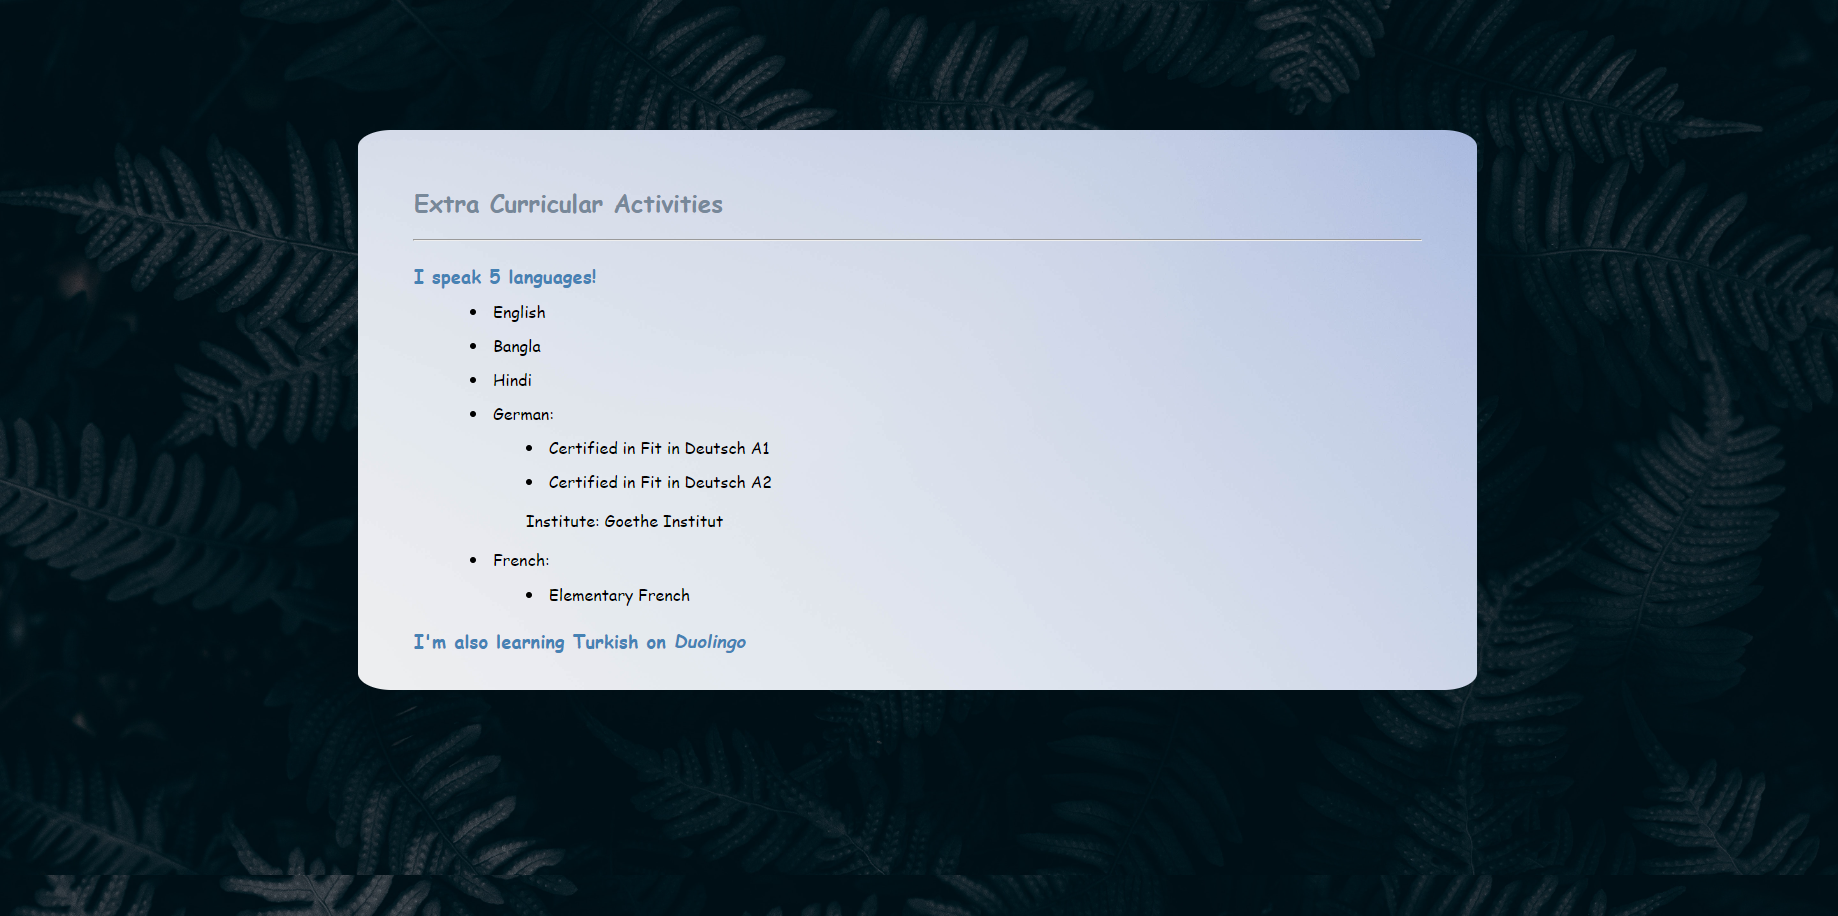 Extra Curricular Activities
I speak 5 languages!
English
Bangla
Hindi
German:
Certified in Fit in Deutsch A1
Certified in Fit in Deutsch A2
Institute: Goethe Institut
French:
Elementary French
I'm also learning Turkish on Duolingo